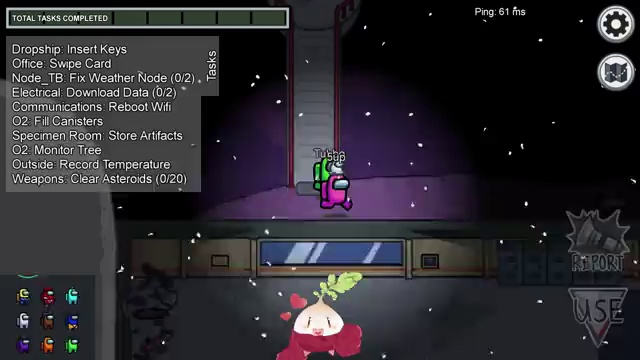 TOTAL TASKS COMPLETED
Ping: 61 ms
Dropship: Insert Keys
Office: Swipe Card
Node_TB: Fix Weather Node (0/2)
Electrical: Download Data (0/2)
Communications: Reboot Wifi
O2: Fill Canisters
Specimen Room: Store Artifacts
O2: Monitor Tree
Outside: Record Temperature
Weapons: Clear Asteroids (0/20)
Tasks
5up
REPORT
USE